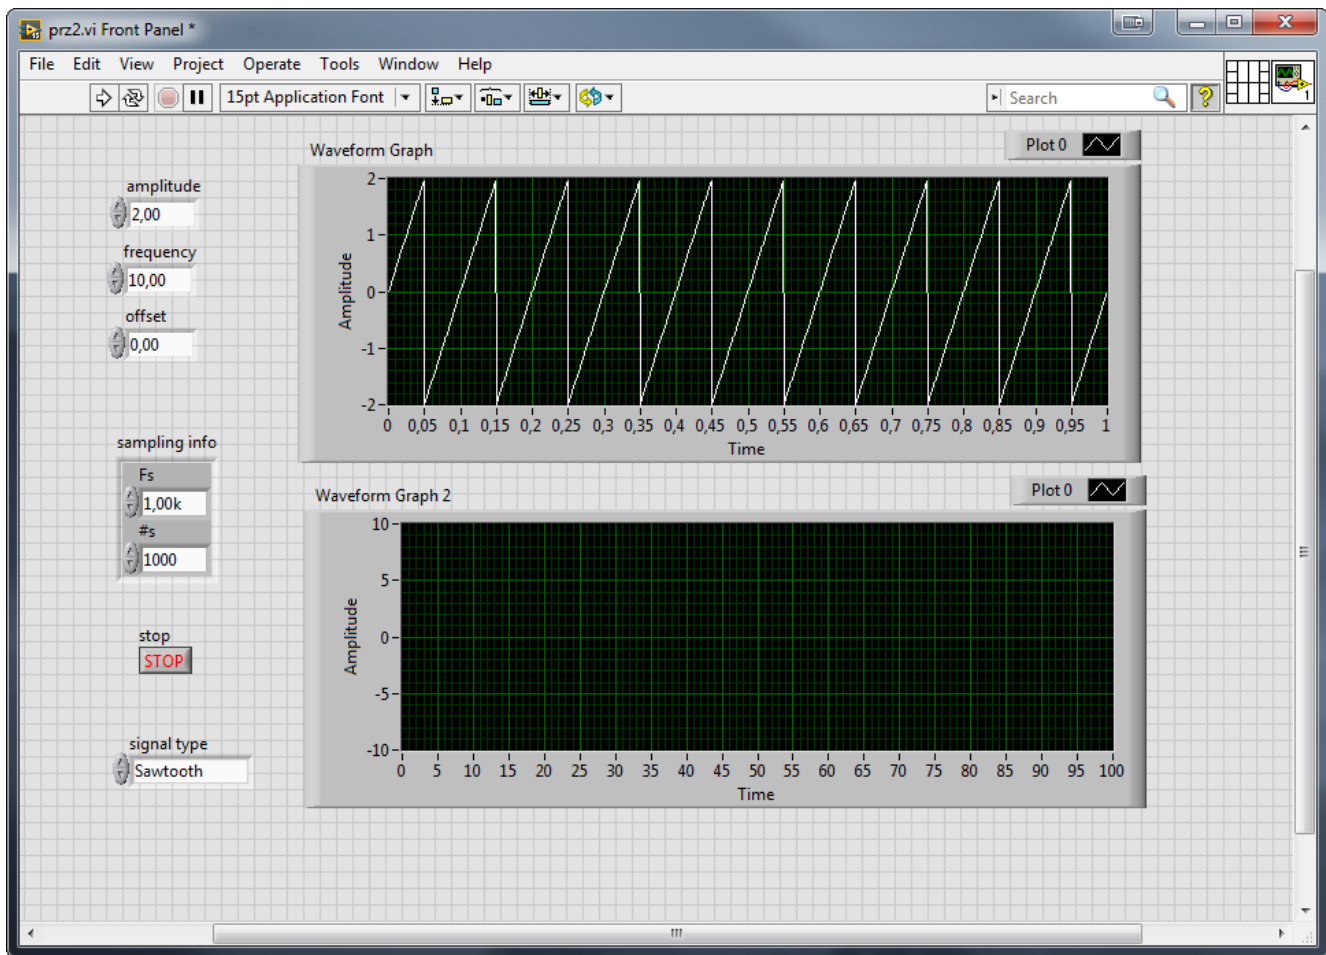 prz2.vi Front Panel *
File Edit View Project Operate Tools Window Help
15pt Application Font
Search
?
15
1
Waveform Graph
Plot 0
amplitude
2,00
frequency
10,00
offset
0,00
2
1
0
-1
-2
Amplitude
0 0,05 0,1 0,15 0,2 0,25 0,3 0,35 0,4 0,45 0,5 0,55 0,6 0,65 0,7 0,75 0,8 0,85 0,9 0,95 1
Time
sampling info
Fs
1,00k
#s
1000
Waveform Graph 2
Plot 0
10
5
0
-5
-10
Amplitude
0 5 10 15 20 25 30 35 40 45 50 55 60 65 70 75 80 85 90 95 100
Time
stop
STOP
signal type
Sawtooth